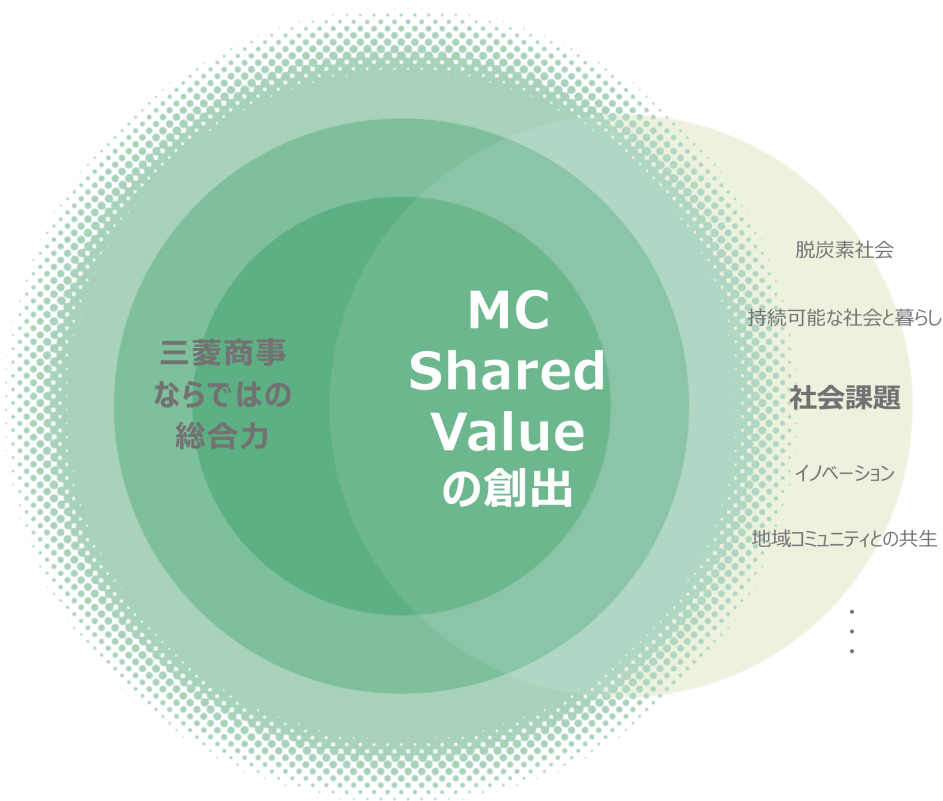 三菱商事
ならではの
総合力
MC
Shared
Value
の創出
脱炭素社会
持続可能な社会と暮らし
社会課題
イノベーション
地域コミュニティとの共生
・
・
・